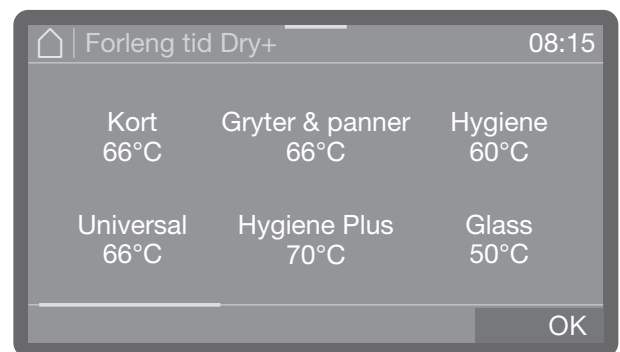 Forleng tid Dry+ 08:15
Kort Gryter & panner Hygiene
66°C 66°C 60°C
Universal Hygiene Plus Glass
66°C 70°C 50°C
OK